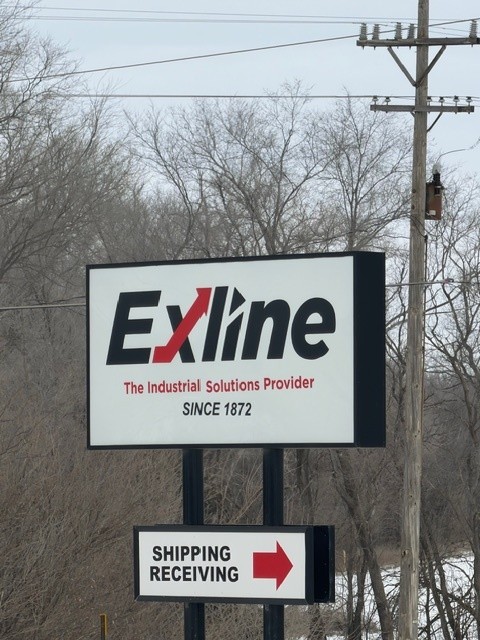 Exline
The Industrial Solutions Provider
SINCE 1872
SHIPPING
RECEIVING